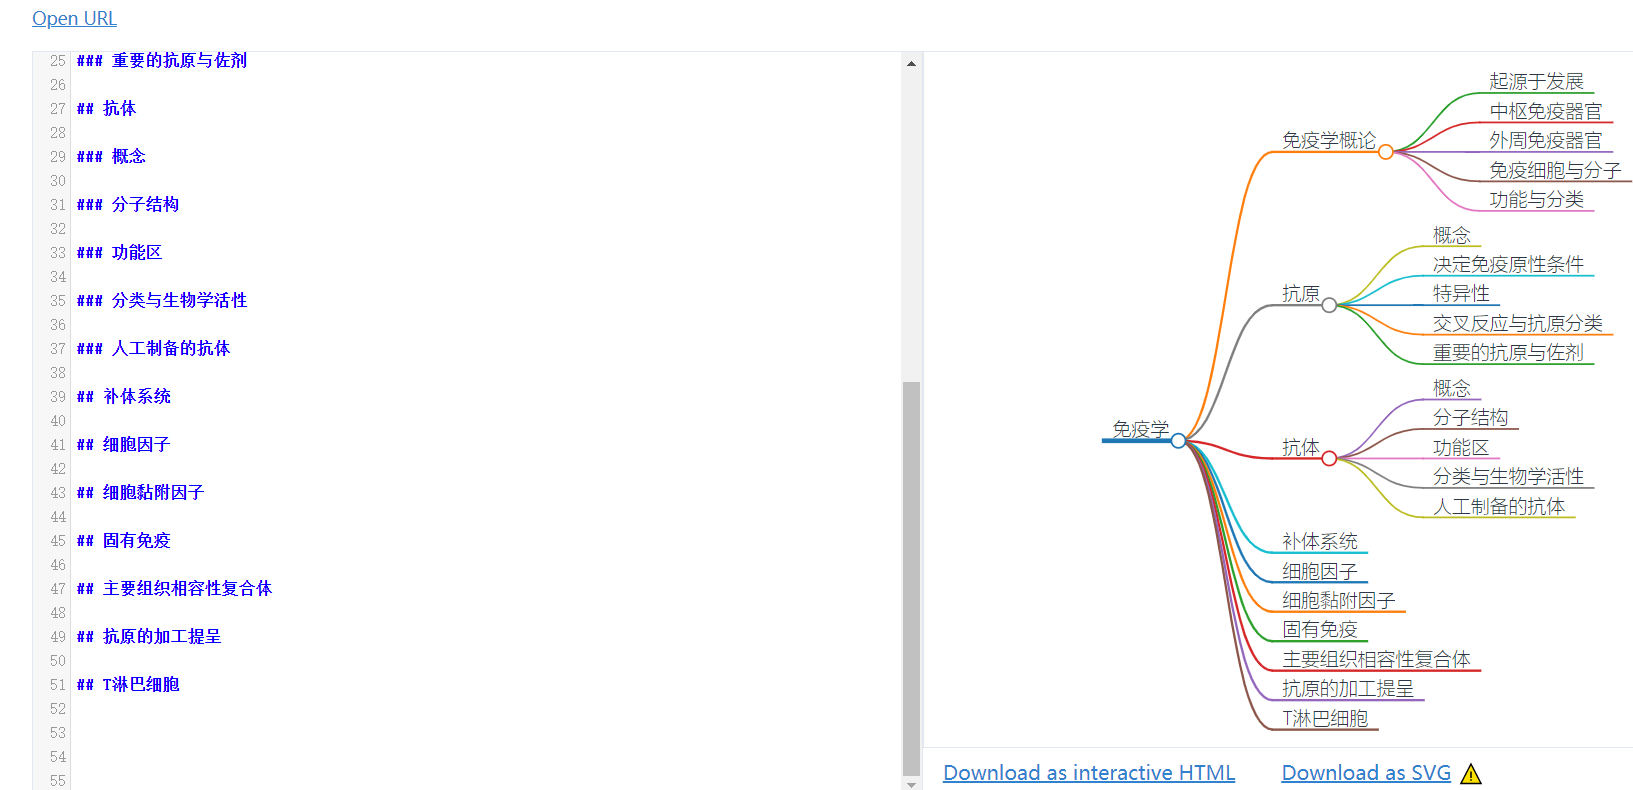 Open URL
25 ### 重要的抗原与佐剂
26
27 ## 抗体
28
29 ### 概念
30
31 ### 分子结构
32
33 ### 功能区
34
35 ### 分类与生物学活性
36
37 ### 人工制备的抗体
38
39 ## 补体系统
40
41 ## 细胞因子
42
43 ## 细胞黏附因子
44
45 ## 固有免疫
46
47 ## 主要组织相容性复合体
48
49 ## 抗原的加工提呈
50
51 ## T淋巴细胞
52
53
54
55
免疫学
免疫学概论
起源于发展
中枢免疫器官
外周免疫器官
免疫细胞与分子
功能与分类
抗原
概念
决定免疫原性条件
特异性
交叉反应与抗原分类
重要的抗原与佐剂
抗体
概念
分子结构
功能区
分类与生物学活性
人工制备的抗体
补体系统
细胞因子
细胞黏附因子
固有免疫
主要组织相容性复合体
抗原的加工提呈
T淋巴细胞
Download as interactive HTML
Download as SVG